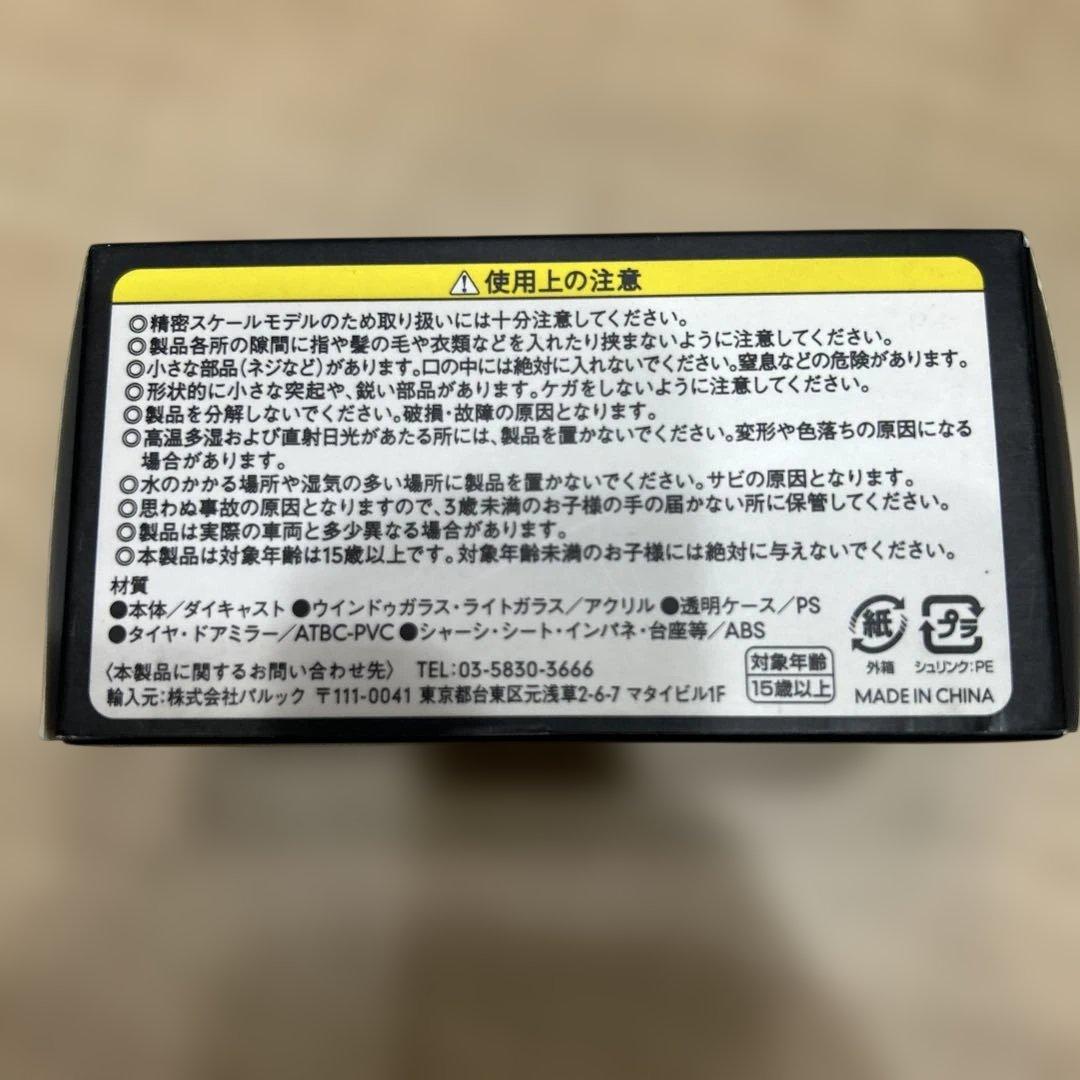 ⚠使用上の注意
◎精密スケールモデルのため取り扱いには十分注意してください。
◎製品各所の隙間に指や髪の毛や衣類などを入れたり挟まないように注意してください。
◎小さな部品(ネジなど)があります。口の中には絶対に入れないでください。窒息などの危険があります。
◎形状的に小さな突起や、鋭い部品があります。ケガをしないように注意してください。
◎製品を分解しないでください。破損・故障の原因となります。
◎高温多湿および直射日光があたる所には、製品を置かないでください。変形や色落ちの原因になる
場合があります。
◎水のかかる場所や湿気の多い場所に製品を置かないでください。サビの原因となります。
◎思わぬ事故の原因となりますので、3歳未満のお子様の手の届かない所に保管してください。
◎製品は実際の車両と多少異なる場合があります。
◎本製品は対象年齢は15歳以上です。対象年齢未満のお子様には絶対に与えないでください。
材質
●本体/ダイキャスト ●ウインドゥガラス・ライトガラス/アクリル ●透明ケース/PS
●タイヤ・ドアミラー/ATBC-PVC ●シャーシ・シート・インパネ・台座等/ABS
紙
外箱
プラ
シュリンク:PE
〈本製品に関するお問い合わせ先〉 TEL:03-5830-3666
輸入元:株式会社バルック 〒111-0041 東京都台東区元浅草2-6-7 マタイビル1F
対象年齢
15歳以上
MADE IN CHINA